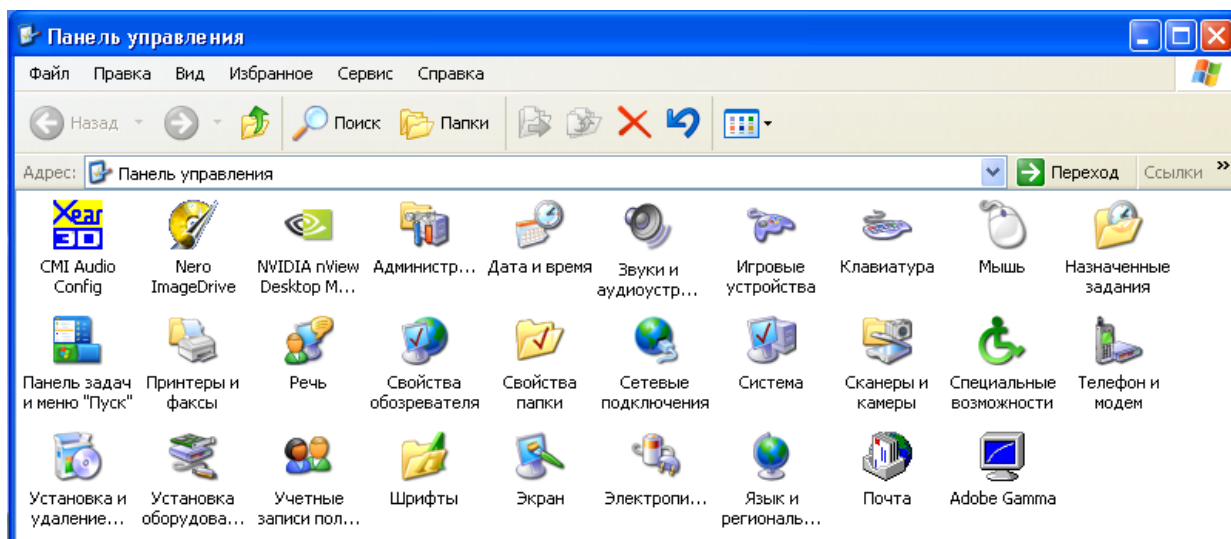 Панель управления
Файл Правка Вид Избранное Сервис Справка
Назад Поиск Папки
Адрес: Панель управления Переход Ссылки »
Xear
3D
CMI Audio
Config
Nero
ImageDrive
NVIDIA nView
Desktop M...
Администр...
Дата и время
Звуки и
аудиоустр...
Игровые
устройства
Клавиатура
Мышь
Назначенные
задания
Панель задач
и меню "Пуск"
Принтеры и
факсы
Речь
Свойства
обозревателя
Свойства
папки
Сетевые
подключения
Система
Сканеры и
камеры
Специальные
возможности
Телефон и
модем
Установка и
удаление...
Установка
оборудова...
Учетные
записи пол...
Шрифты
Экран
Электропи...
Язык и
региональ...
Почта
Adobe Gamma